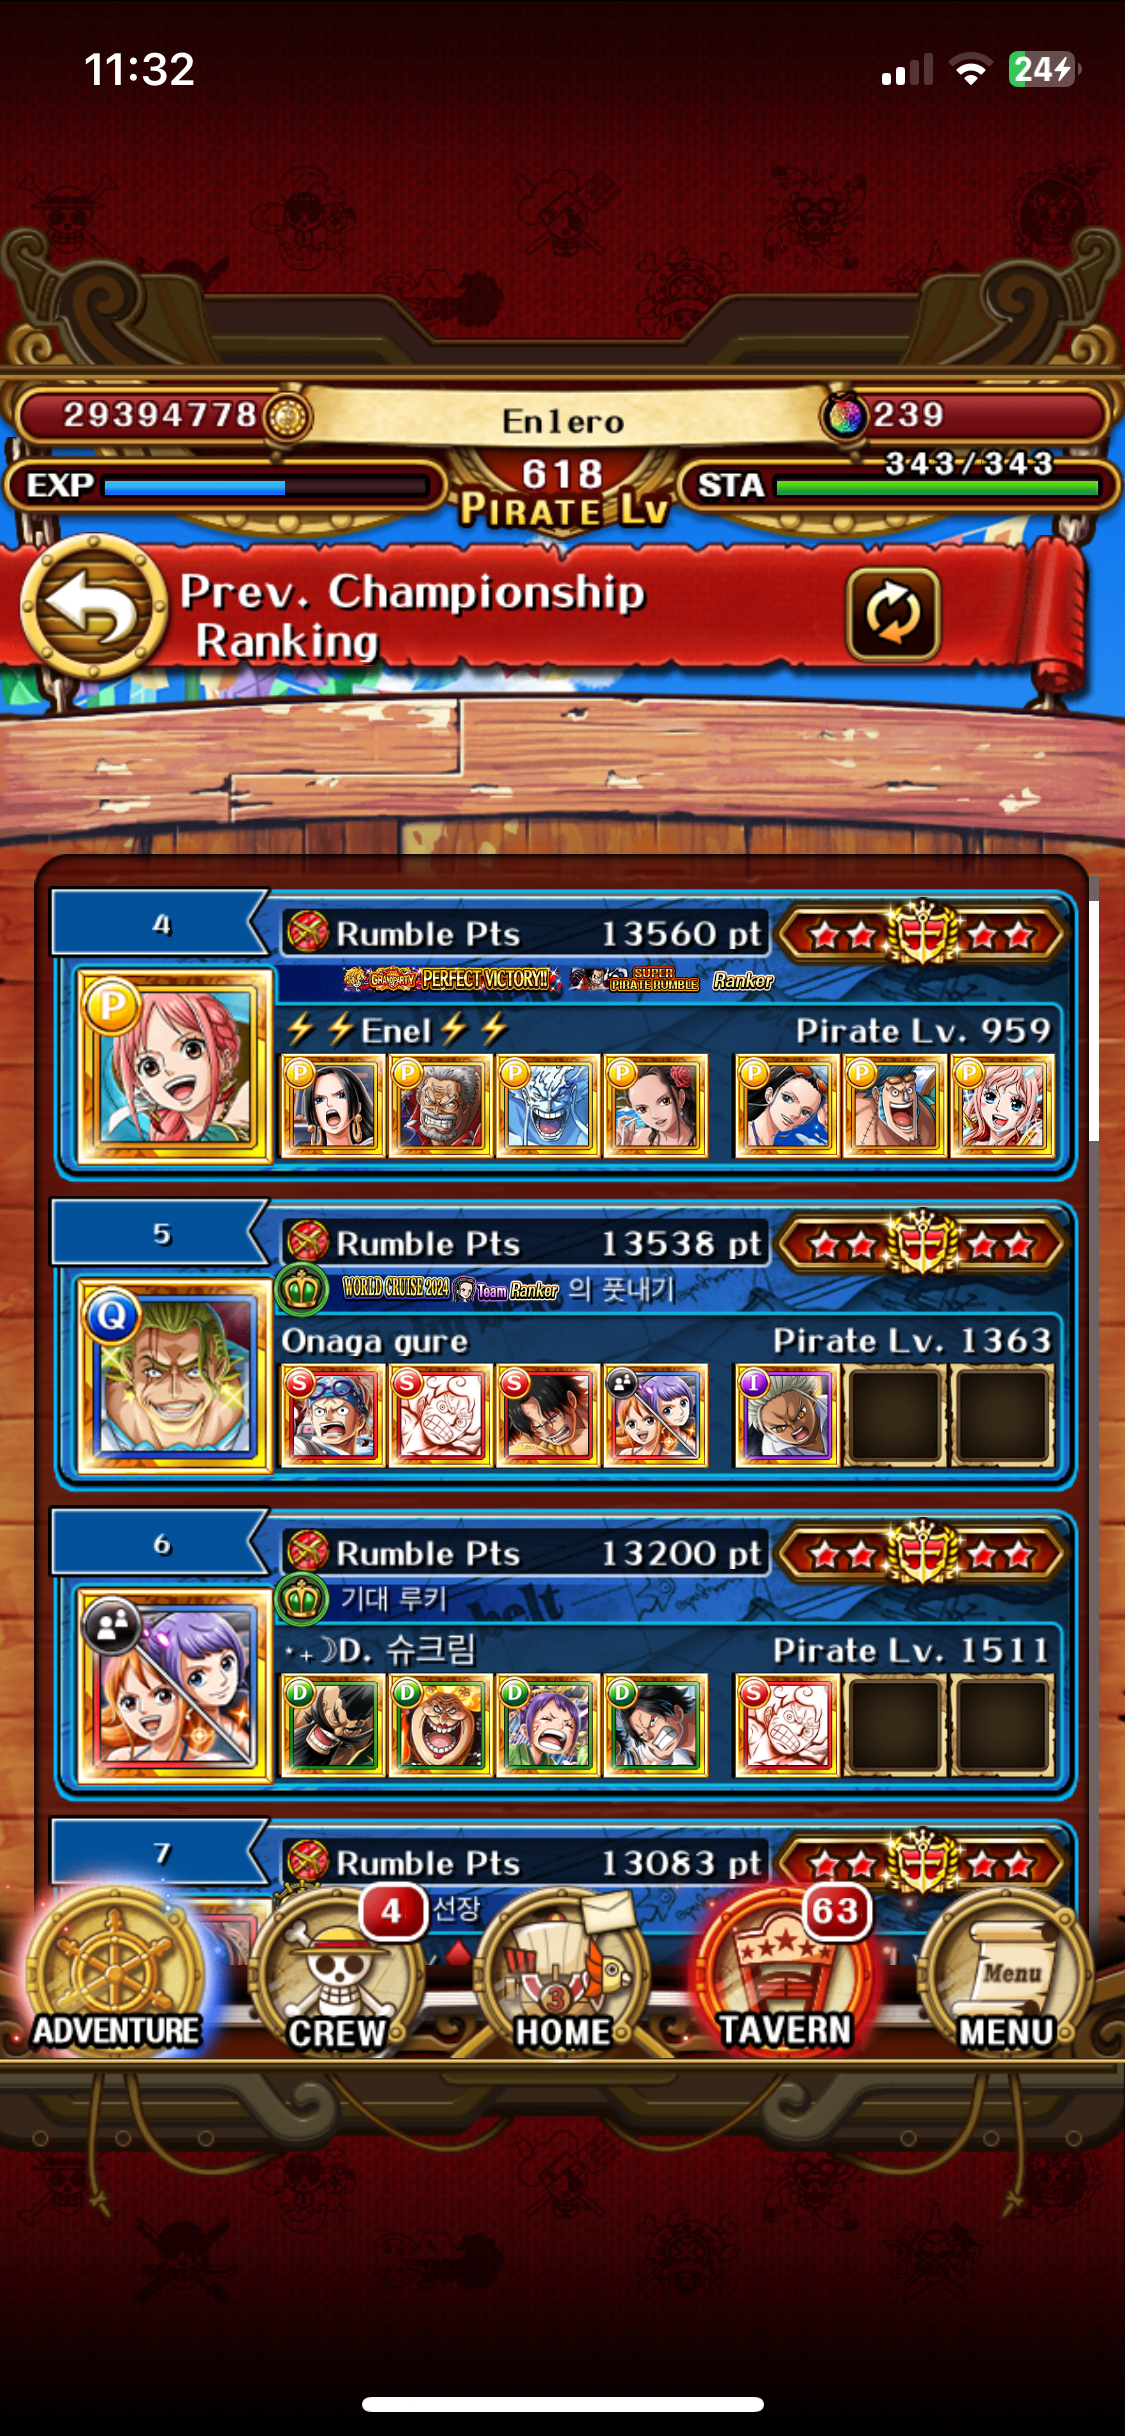 11:32
24
29394778
En1ero
239
EXP
618
PIRATE Lv
343/343
STA
Prev. Championship
Ranking
4
Rumble Pts 13560 pt
GRAND PARTY PERFECT VICTORY!! SUPER PIRATE RUMBLE Ranker
P
⚡⚡Enel⚡⚡ Pirate Lv. 959
P P P P P P P
5
Rumble Pts 13538 pt
WORLD CRUISE 2024 Team Ranker 의 풋내기
Q
Onaga gure Pirate Lv. 1363
S S S I
6
Rumble Pts 13200 pt
기대 루키
⋆₊☽D. 슈크림 Pirate Lv. 1511
D D D D S
7
Rumble Pts 13083 pt
선장
4
63
3
Menu
ADVENTURE
CREW
HOME
TAVERN
MENU